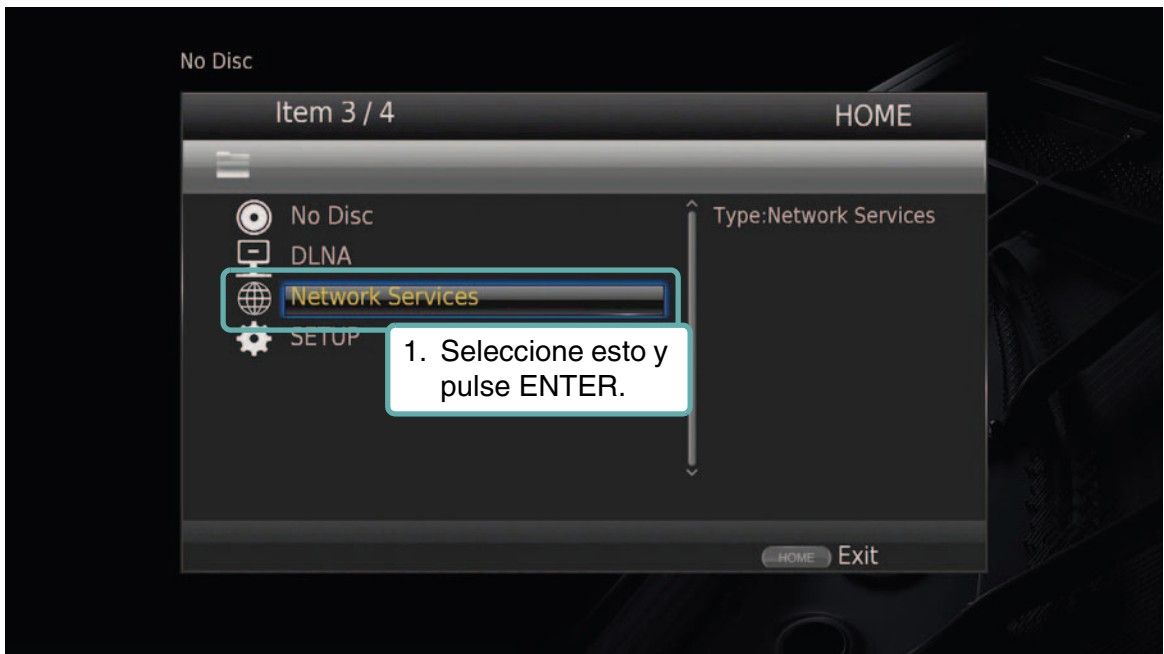 No Disc
Item 3 / 4
HOME
No Disc
Type:Network Services
DLNA
Network Services
SETUP
1. Seleccione esto y
pulse ENTER.
HOME Exit